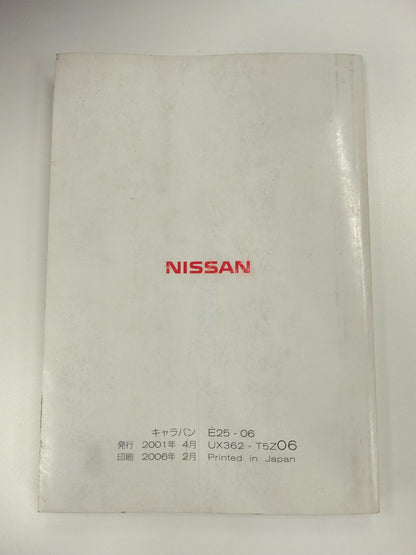 NISSAN
キャラバン E25-06
発行 2001年 4月 UX362-T5Z06
印刷 2006年 2月 Printed in Japan